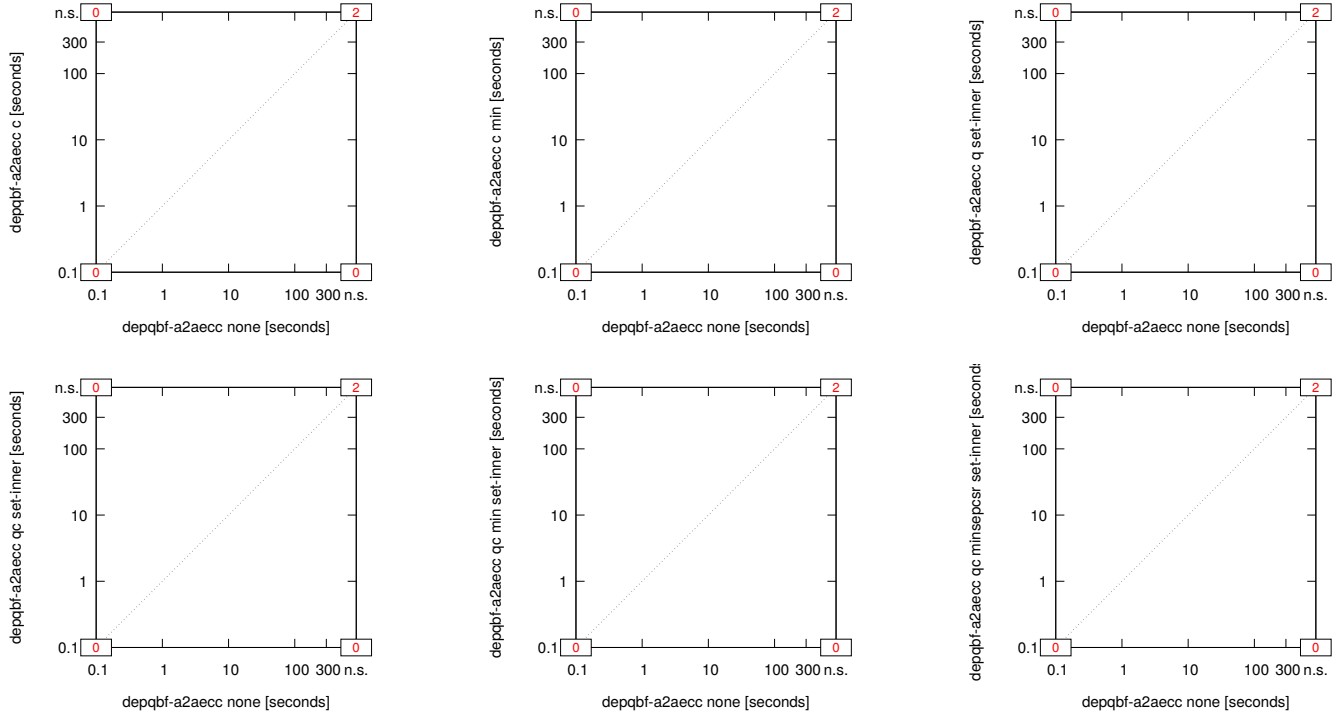 n.s. 0 2
300
100
10
1
0.1 0 0
0.1 1 10 100 300 n.s.
depqbf-a2aecc c [seconds]
depqbf-a2aecc none [seconds]
n.s. 0 2
300
100
10
1
0.1 0 0
0.1 1 10 100 300 n.s.
depqbf-a2aecc c min [seconds]
depqbf-a2aecc none [seconds]
n.s. 0 2
300
100
10
1
0.1 0 0
0.1 1 10 100 300 n.s.
depqbf-a2aecc q set-inner [seconds]
depqbf-a2aecc none [seconds]
n.s. 0 2
300
100
10
1
0.1 0 0
0.1 1 10 100 300 n.s.
depqbf-a2aecc qc set-inner [seconds]
depqbf-a2aecc none [seconds]
n.s. 0 2
300
100
10
1
0.1 0 0
0.1 1 10 100 300 n.s.
depqbf-a2aecc qc min set-inner [seconds]
depqbf-a2aecc none [seconds]
n.s. 0 2
300
100
10
1
0.1 0 0
0.1 1 10 100 300 n.s.
depqbf-a2aecc qc minsepcsr set-inner [second
depqbf-a2aecc none [seconds]